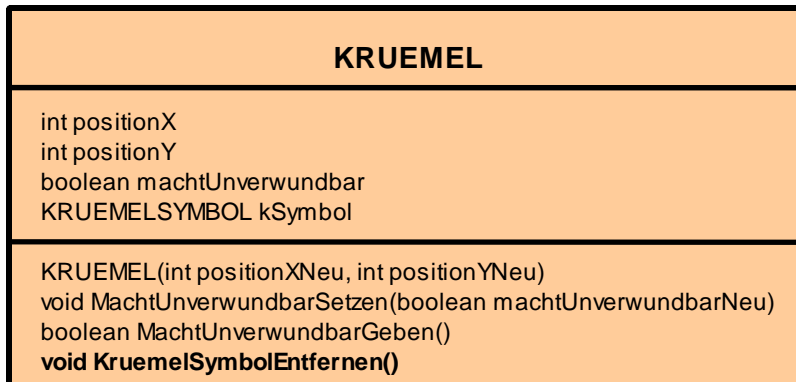 KRUEMEL
int positionX
int positionY
boolean machtUnverwundbar
KRUEMELSYMBOL kSymbol
KRUEMEL(int positionXNeu, int positionYNeu)
void MachtUnverwundbarSetzen(boolean machtUnverwundbarNeu)
boolean MachtUnverwundbarGeben()
void KruemelSymbolEntfernen()